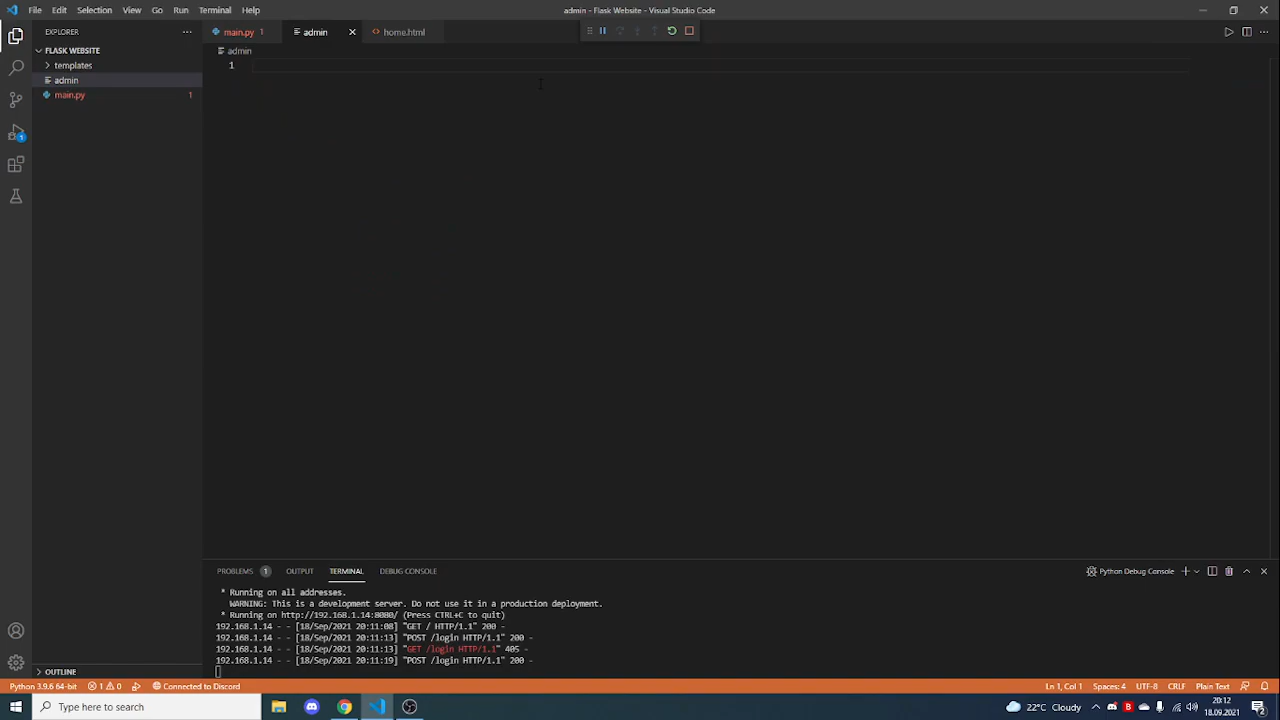 File Edit Selection View Go Run Terminal Help
admin - Flask Website - Visual Studio Code
EXPLORER
FLASK WEBSITE
templates
admin
main.py 1
main.py 1
admin
home.html
admin
1
1
PROBLEMS 1 OUTPUT TERMINAL DEBUG CONSOLE
Python Debug Console
* Running on all addresses.
WARNING: This is a development server. Do not use it in a production deployment.
* Running on http://192.168.1.14:8080/ (Press CTRL+C to quit)
192.168.1.14 - - [18/Sep/2021 20:11:08] "GET / HTTP/1.1" 200 -
192.168.1.14 - - [18/Sep/2021 20:11:13] "POST /login HTTP/1.1" 200 -
192.168.1.14 - - [18/Sep/2021 20:11:13] "GET /login HTTP/1.1" 405 -
192.168.1.14 - - [18/Sep/2021 20:11:19] "POST /login HTTP/1.1" 200 -
OUTLINE
Python 3.9.6 64-bit 1 0 Connected to Discord
Ln 1, Col 1 Spaces: 4 UTF-8 CRLF Plain Text
Type here to search
22°C Cloudy
20:12
18.09.2021
2